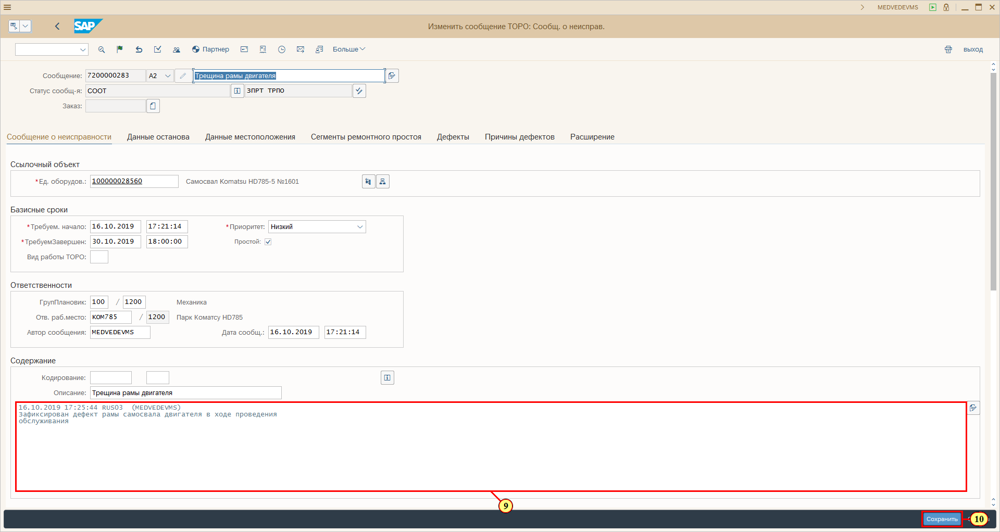 MEDVEDEVMS
SAP
Изменить сообщение ТОРО: Сообщ. о неисправ.
Партнер
Больше
выход
Сообщение: 7200000283 A2 Трещина рамы двигателя
Статус сообщ-я: СООТ ЗПРТ ТРПО
Заказ:
Сообщение о неисправности Данные останова Данные местоположения Сегменты ремонтного простоя Дефекты Причины дефектов Расширение
Ссылочный объект
*Ед. оборудов.: 100000028560 Самосвал Komatsu HD785-5 №1601
Базисные сроки
*Требуем. начало: 16.10.2019 17:21:14 *Приоритет: Низкий
*ТребуемЗавершен: 30.10.2019 18:00:00 Простой:
Вид работы ТОРО:
Ответственности
ГрупПлановик: 100 / 1200 Механика
Отв. раб.место: KOM785 / 1200 Парк Коматсу HD785
Автор сообщения: MEDVEDEVMS Дата сообщ.: 16.10.2019 17:21:14
Содержание
Кодирование:
Описание: Трещина рамы двигателя
16.10.2019 17:25:44 RUS03 (MEDVEDEVMS)
Зафиксирован дефект рамы самосвала двигателя в ходе проведения
обслуживания
9
Сохранить 10